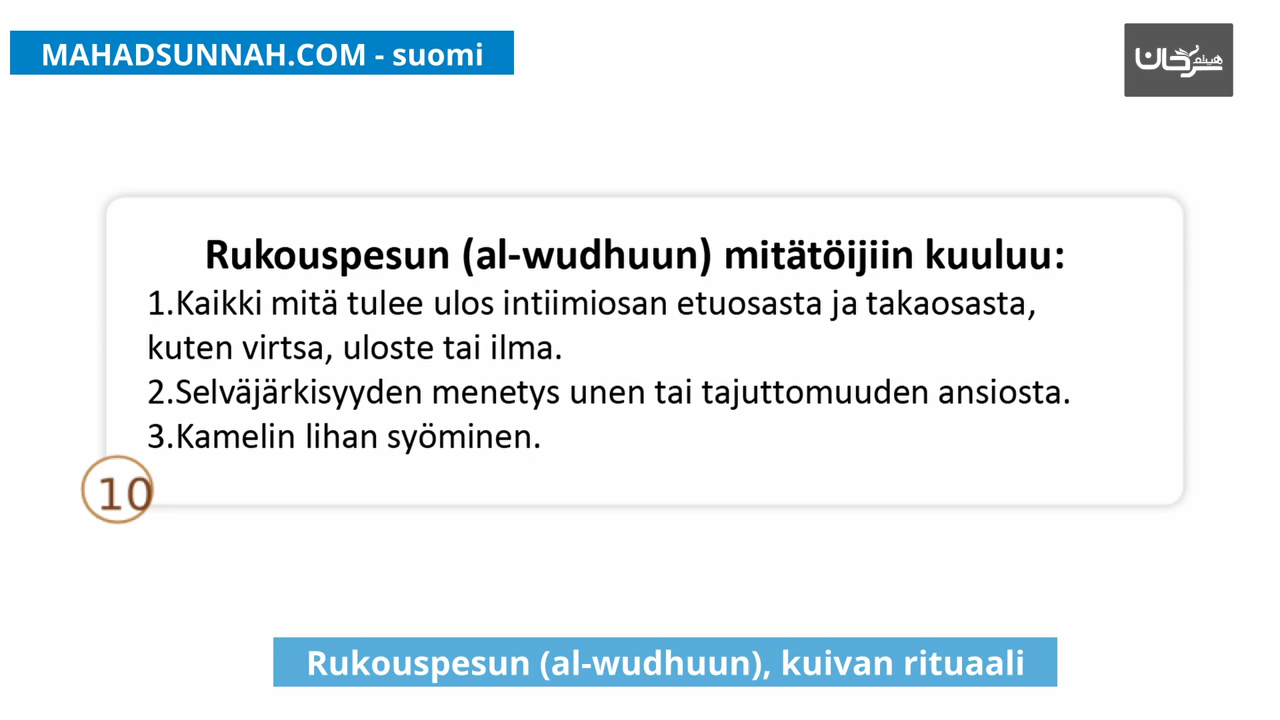 MAHADSUNNAH.COM - suomi
هيثم سرحان
Rukouspesun (al-wudhuun) mitätöijiin kuuluu:
1.Kaikki mitä tulee ulos intiimiosan etuosasta ja takaosasta,
kuten virtsa, uloste tai ilma.
2.Selväjärkisyyden menetys unen tai tajuttomuuden ansiosta.
3.Kamelin lihan syöminen.
10
Rukouspesun (al-wudhuun), kuivan rituaali